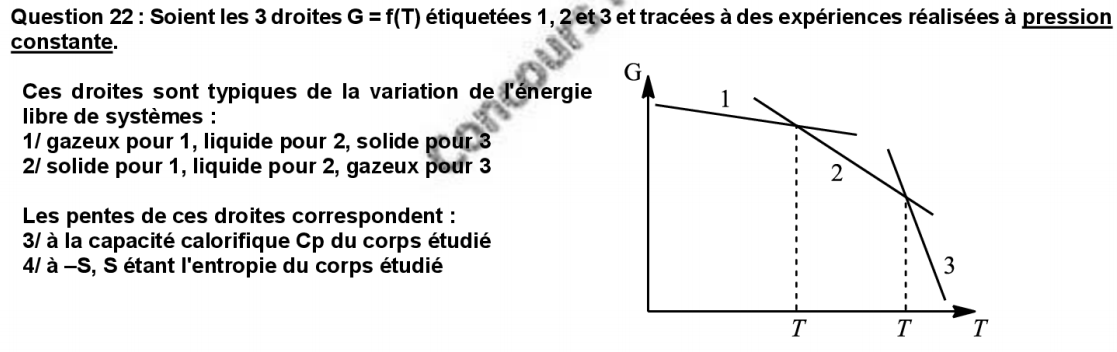 Question 22 : Soient les 3 droites G = f(T) étiquetées 1, 2 et 3 et tracées à des expériences réalisées à pression
constante.
Ces droites sont typiques de la variation de l'énergie
libre de systèmes :
1/ gazeux pour 1, liquide pour 2, solide pour 3
2/ solide pour 1, liquide pour 2, gazeux pour 3
Les pentes de ces droites correspondent :
3/ à la capacité calorifique Cp du corps étudié
4/ à –S, S étant l'entropie du corps étudié
G
1
2
3
T T T
Concours